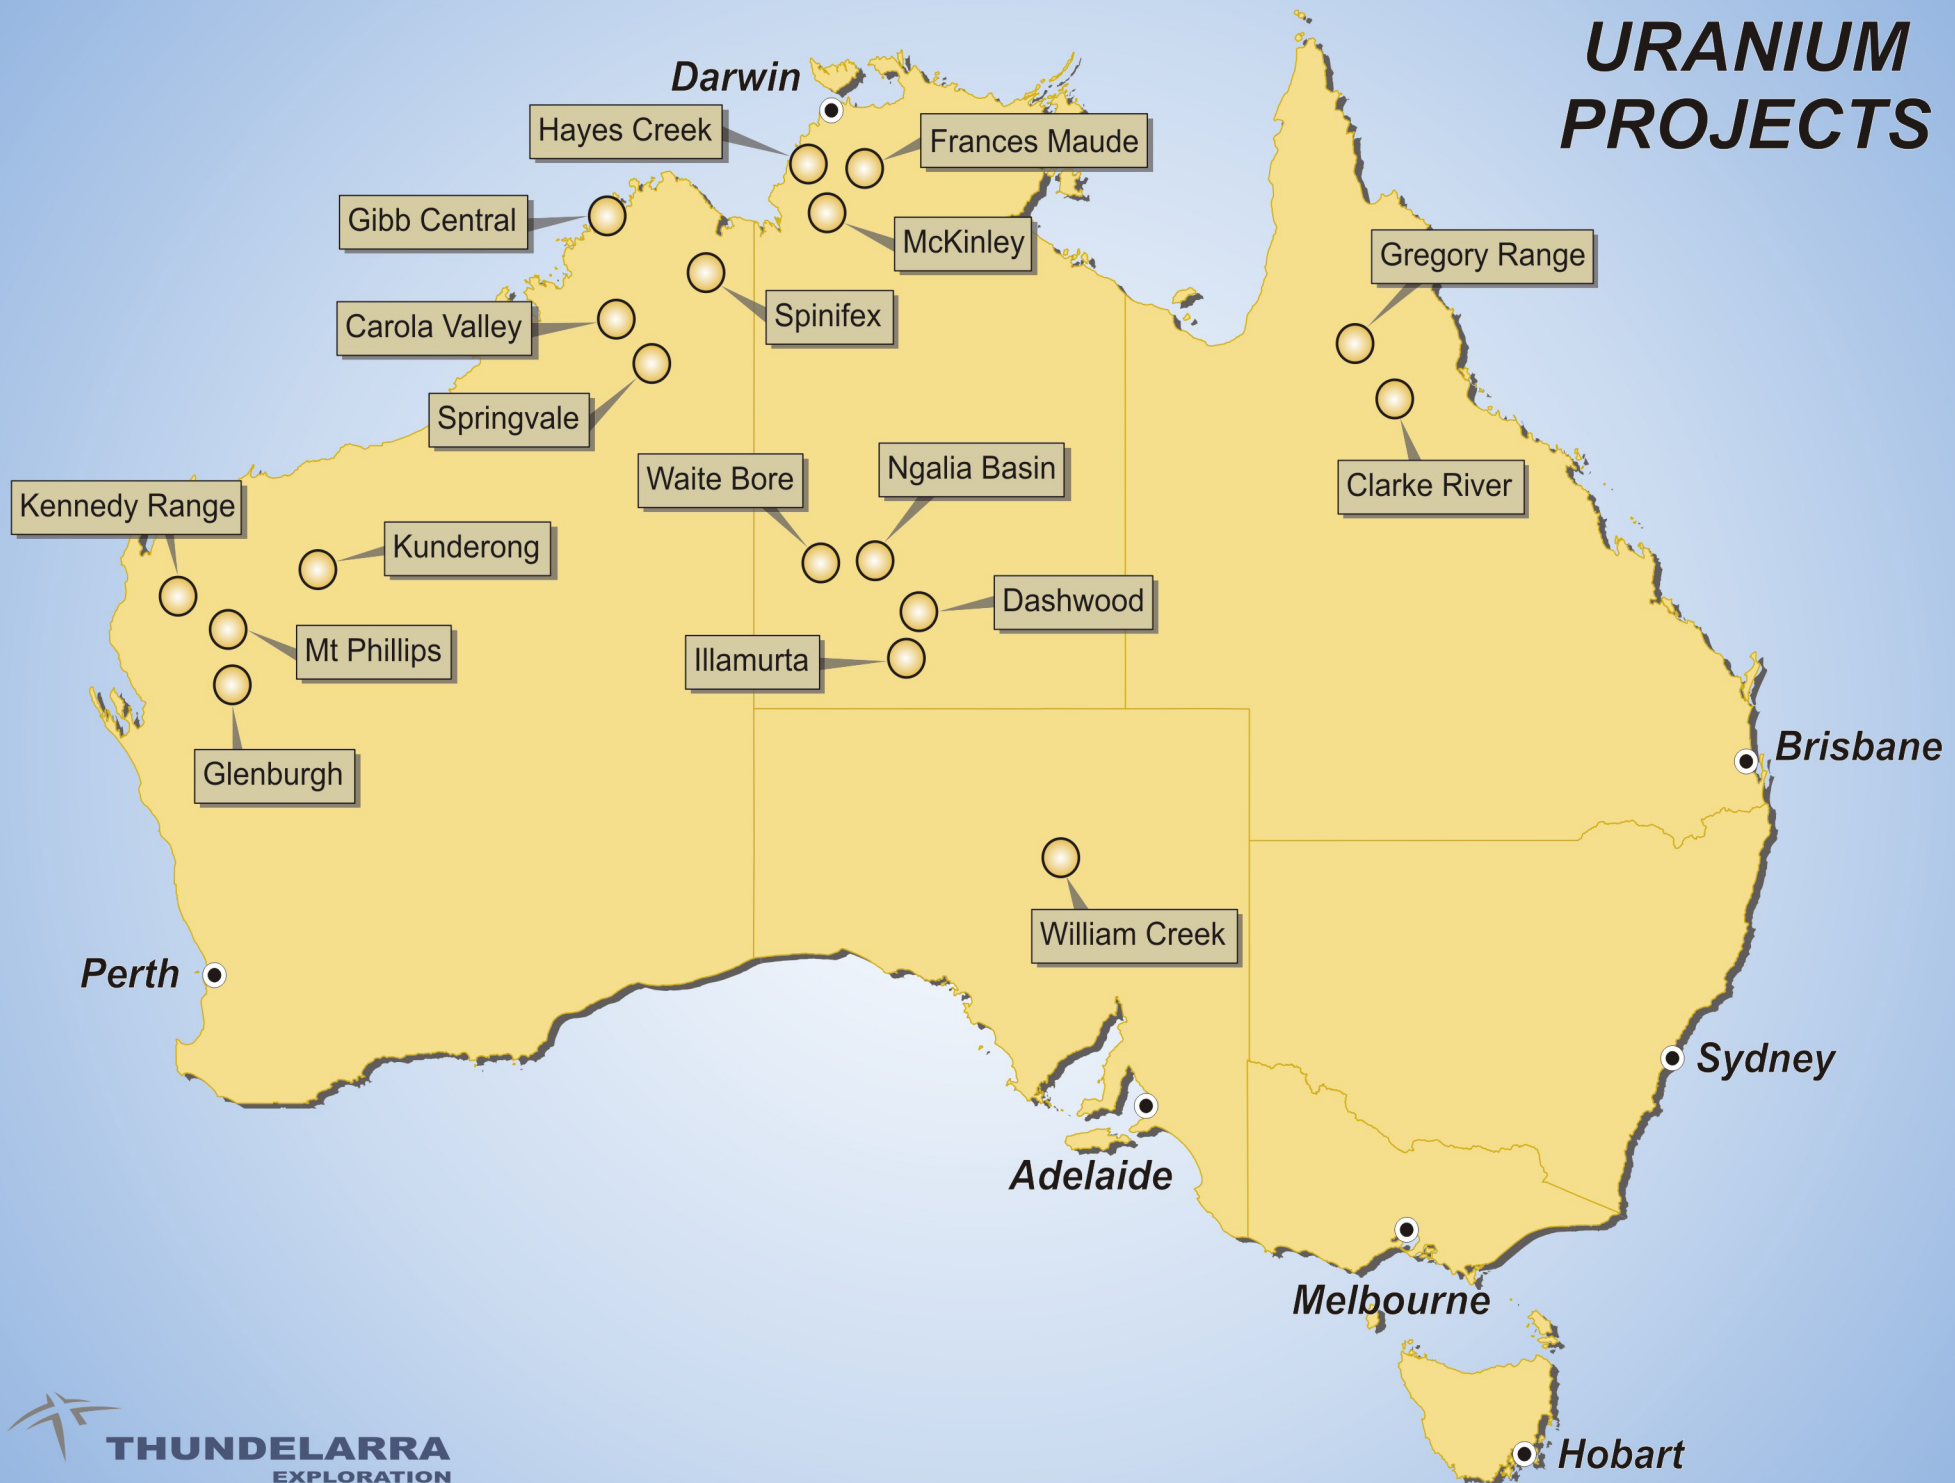 URANIUM
PROJECTS
Darwin
Hayes Creek
Frances Maude
Gibb Central
McKinley
Gregory Range
Spinifex
Carola Valley
Springvale
Waite Bore
Ngalia Basin
Clarke River
Kennedy Range
Kunderong
Dashwood
Mt Phillips
Illamurta
Glenburgh
Brisbane
William Creek
Perth
Sydney
Adelaide
Melbourne
THUNDELARRA
EXPLORATION
Hobart